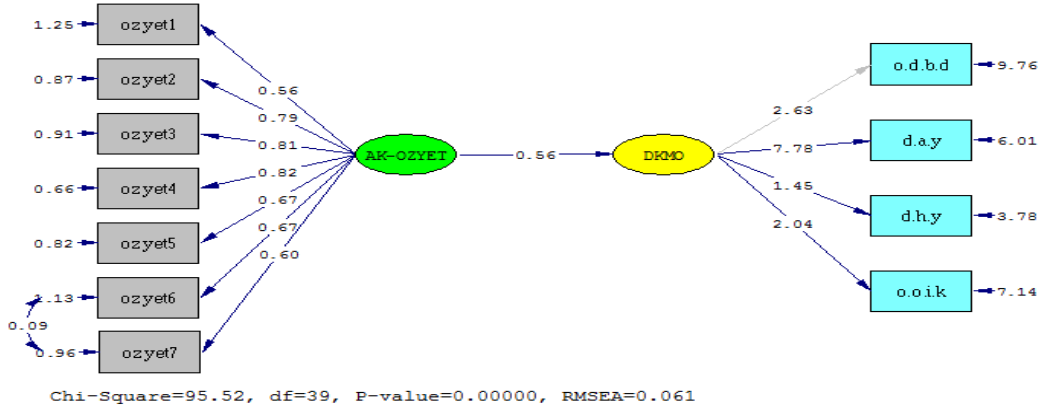 1.25 ozyet1
0.87 ozyet2
0.91 ozyet3
0.66 ozyet4
0.82 ozyet5
1.13 ozyet6
0.09
0.96 ozyet7
0.56
0.79
0.81
0.82
0.67
0.67
0.60
AK-OZYET 0.56 DKMO
2.63
7.78
1.45
2.04
o.d.b.d 9.76
d.a.y 6.01
d.h.y 3.78
o.o.i.k 7.14
Chi-Square=95.52, df=39, P-value=0.00000, RMSEA=0.061